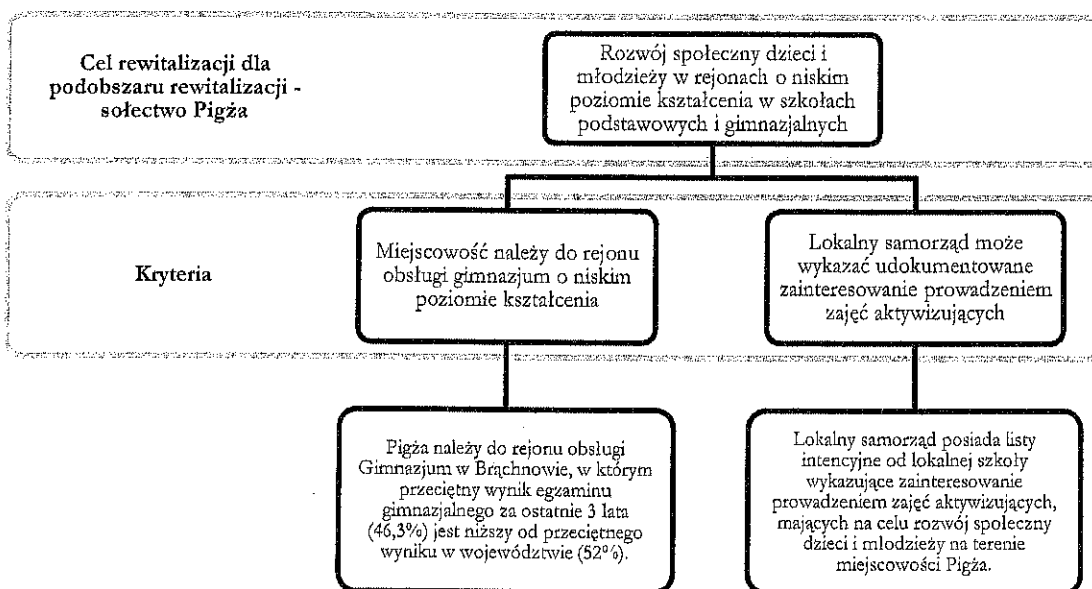 Cel rewitalizacji dla
podobszaru rewitalizacji -
sołectwo Pigża
Rozwój społeczny dzieci i
młodzieży w rejonach o niskim
poziomie kształcenia w szkołach
podstawowych i gimnazjalnych
Kryteria
Miejscowość należy do rejonu
obsługi gimnazjum o niskim
poziomie kształcenia
Lokalny samorząd może
wykazać udokumentowane
zainteresowanie prowadzeniem
zajęć aktywizujących
Pigża należy do rejonu obsługi
Gimnazjum w Brąchnowie, w którym
przeciętny wynik egzaminu
gimnazjalnego za ostatnie 3 lata
(46,3%) jest niższy od przeciętnego
wyniku w województwie (52%).
Lokalny samorząd posiada listy
intencyjne od lokalnej szkoły
wykazujące zainteresowanie
prowadzeniem zajęć aktywizujących,
mających na celu rozwój społeczny
dzieci i młodzieży na terenie
miejscowości Pigża.